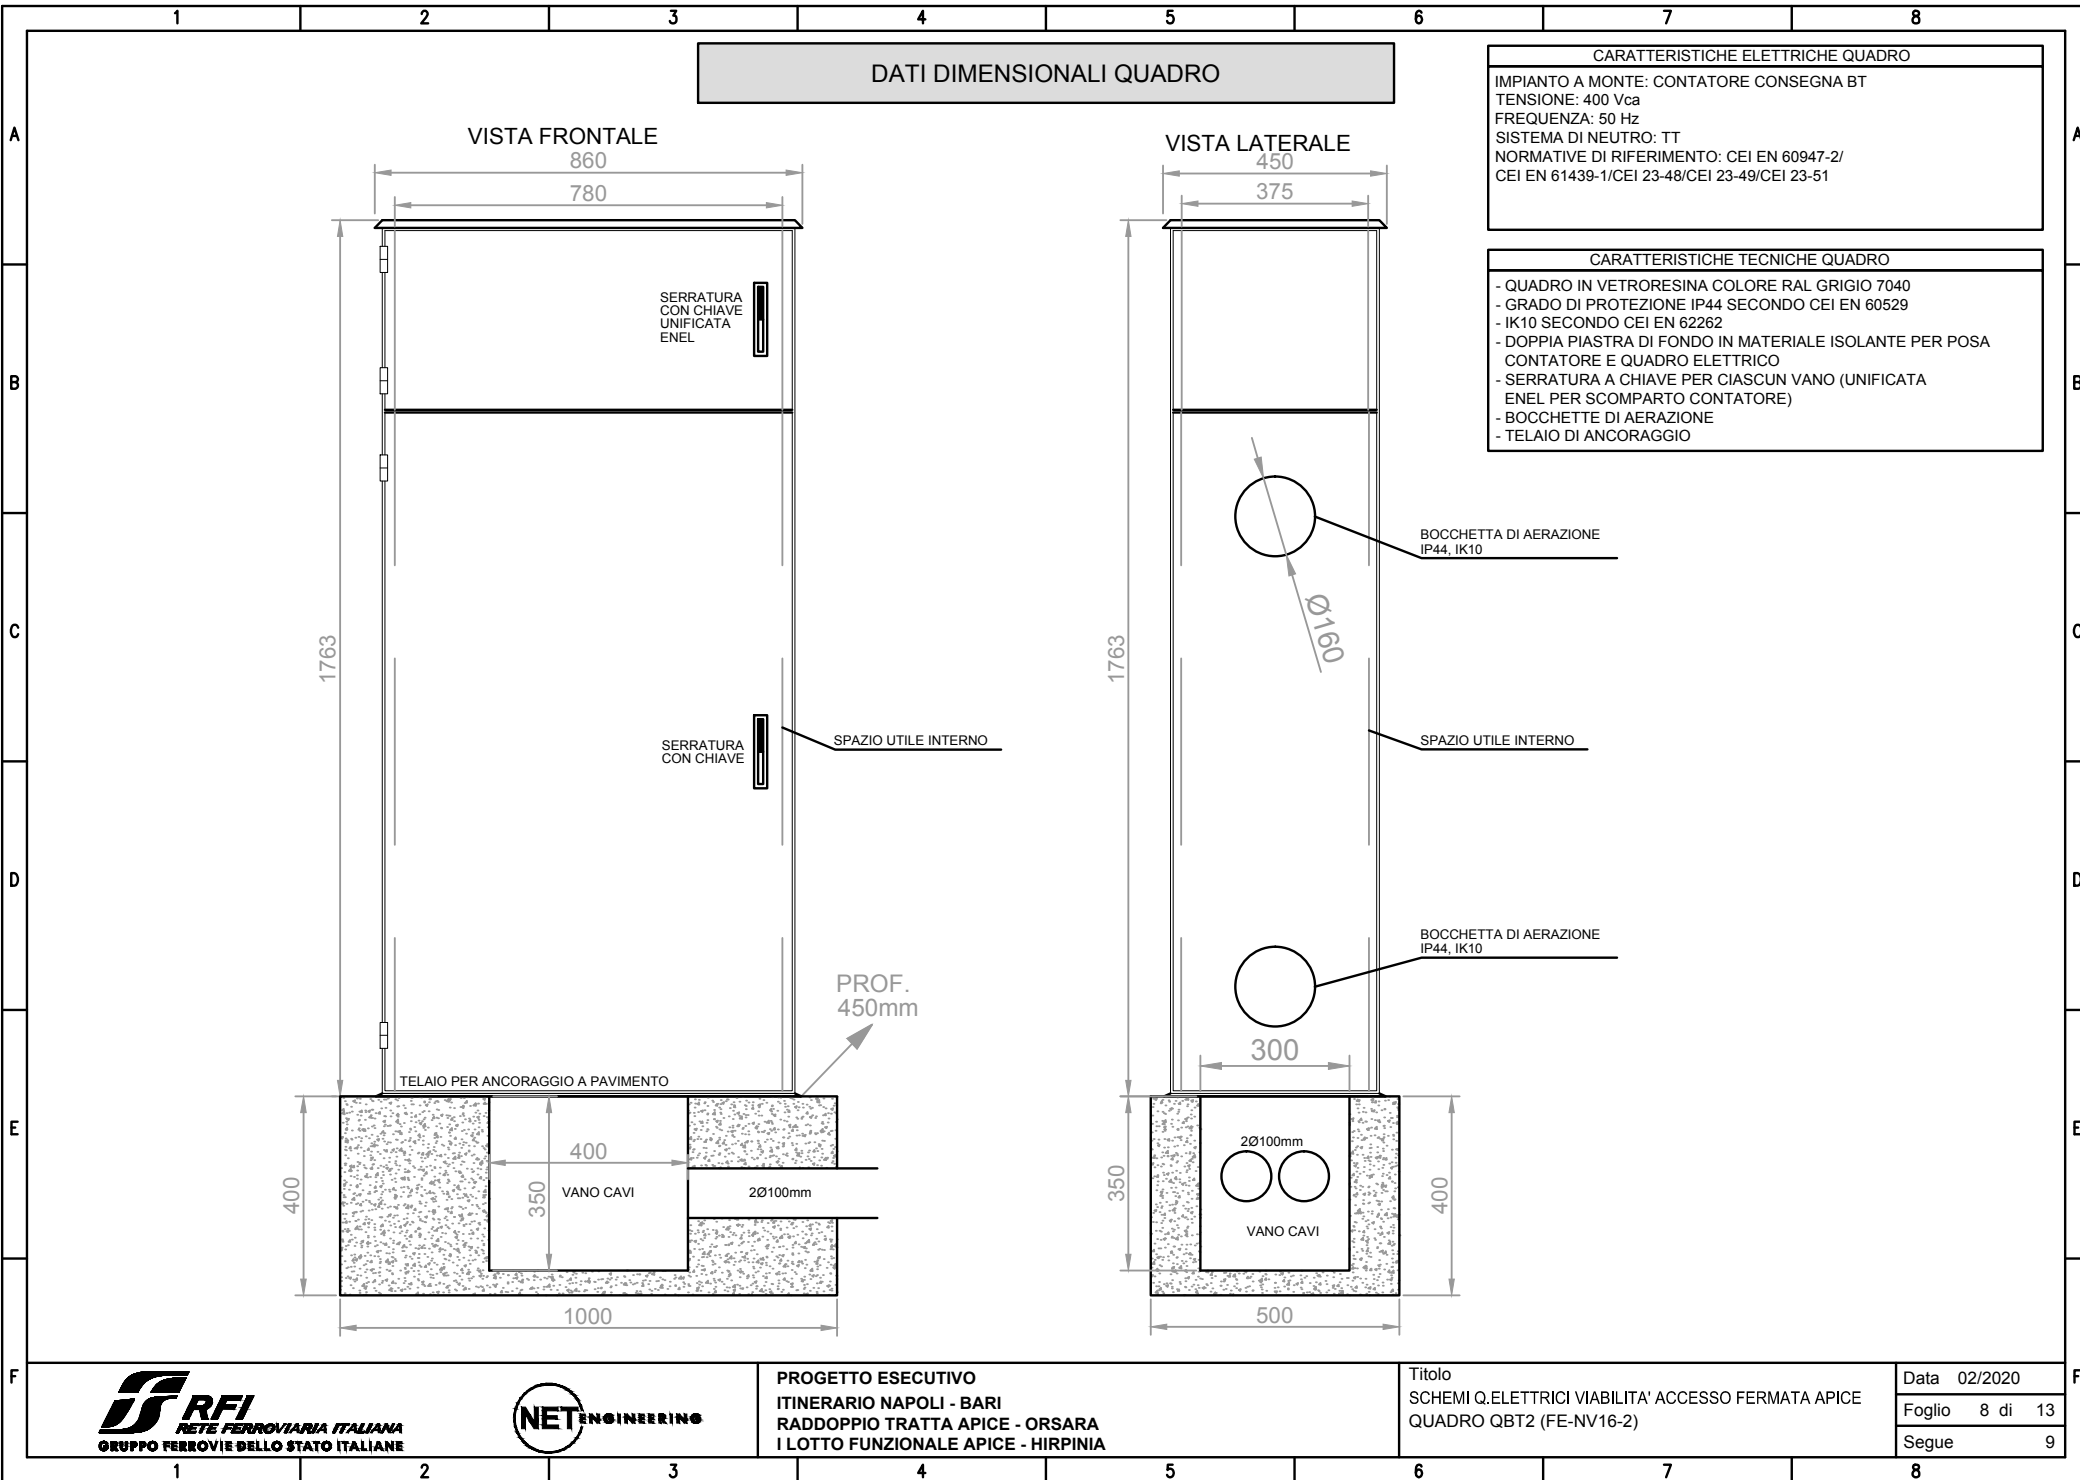 1 2 3 4 5 6 7 8
DATI DIMENSIONALI QUADRO
CARATTERISTICHE ELETTRICHE QUADRO
IMPIANTO A MONTE: CONTATORE CONSEGNA BT
TENSIONE: 400 Vca
FREQUENZA: 50 Hz
SISTEMA DI NEUTRO: TT
NORMATIVE DI RIFERIMENTO: CEI EN 60947-2/
CEI EN 61439-1/CEI 23-48/CEI 23-49/CEI 23-51
CARATTERISTICHE TECNICHE QUADRO
- QUADRO IN VETRORESINA COLORE RAL GRIGIO 7040
- GRADO DI PROTEZIONE IP44 SECONDO CEI EN 60529
- IK10 SECONDO CEI EN 62262
- DOPPIA PIASTRA DI FONDO IN MATERIALE ISOLANTE PER POSA
CONTATORE E QUADRO ELETTRICO
- SERRATURA A CHIAVE PER CIASCUN VANO (UNIFICATA
ENEL PER SCOMPARTO CONTATORE)
- BOCCHETTE DI AERAZIONE
- TELAIO DI ANCORAGGIO
A
B
C
D
E
F
A
B
C
D
E
F
VISTA FRONTALE
860
780
SERRATURA
CON CHIAVE
UNIFICATA
ENEL
1763
SERRATURA
CON CHIAVE
SPAZIO UTILE INTERNO
PROF.
450mm
TELAIO PER ANCORAGGIO A PAVIMENTO
400
400
350
VANO CAVI
2Ø100mm
1000
VISTA LATERALE
450
375
BOCCHETTA DI AERAZIONE
IP44, IK10
Ø160
1763
SPAZIO UTILE INTERNO
BOCCHETTA DI AERAZIONE
IP44, IK10
300
2Ø100mm
350
400
VANO CAVI
500
RFI
RETE FERROVIARIA ITALIANA
GRUPPO FERROVIE DELLO STATO ITALIANE
NET ENGINEERING
PROGETTO ESECUTIVO
ITINERARIO NAPOLI - BARI
RADDOPPIO TRATTA APICE - ORSARA
I LOTTO FUNZIONALE APICE - HIRPINIA
Titolo
SCHEMI Q.ELETTRICI VIABILITA' ACCESSO FERMATA APICE
QUADRO QBT2 (FE-NV16-2)
Data 02/2020
Foglio 8 di 13
Segue 9
1 2 3 4 5 6 7 8